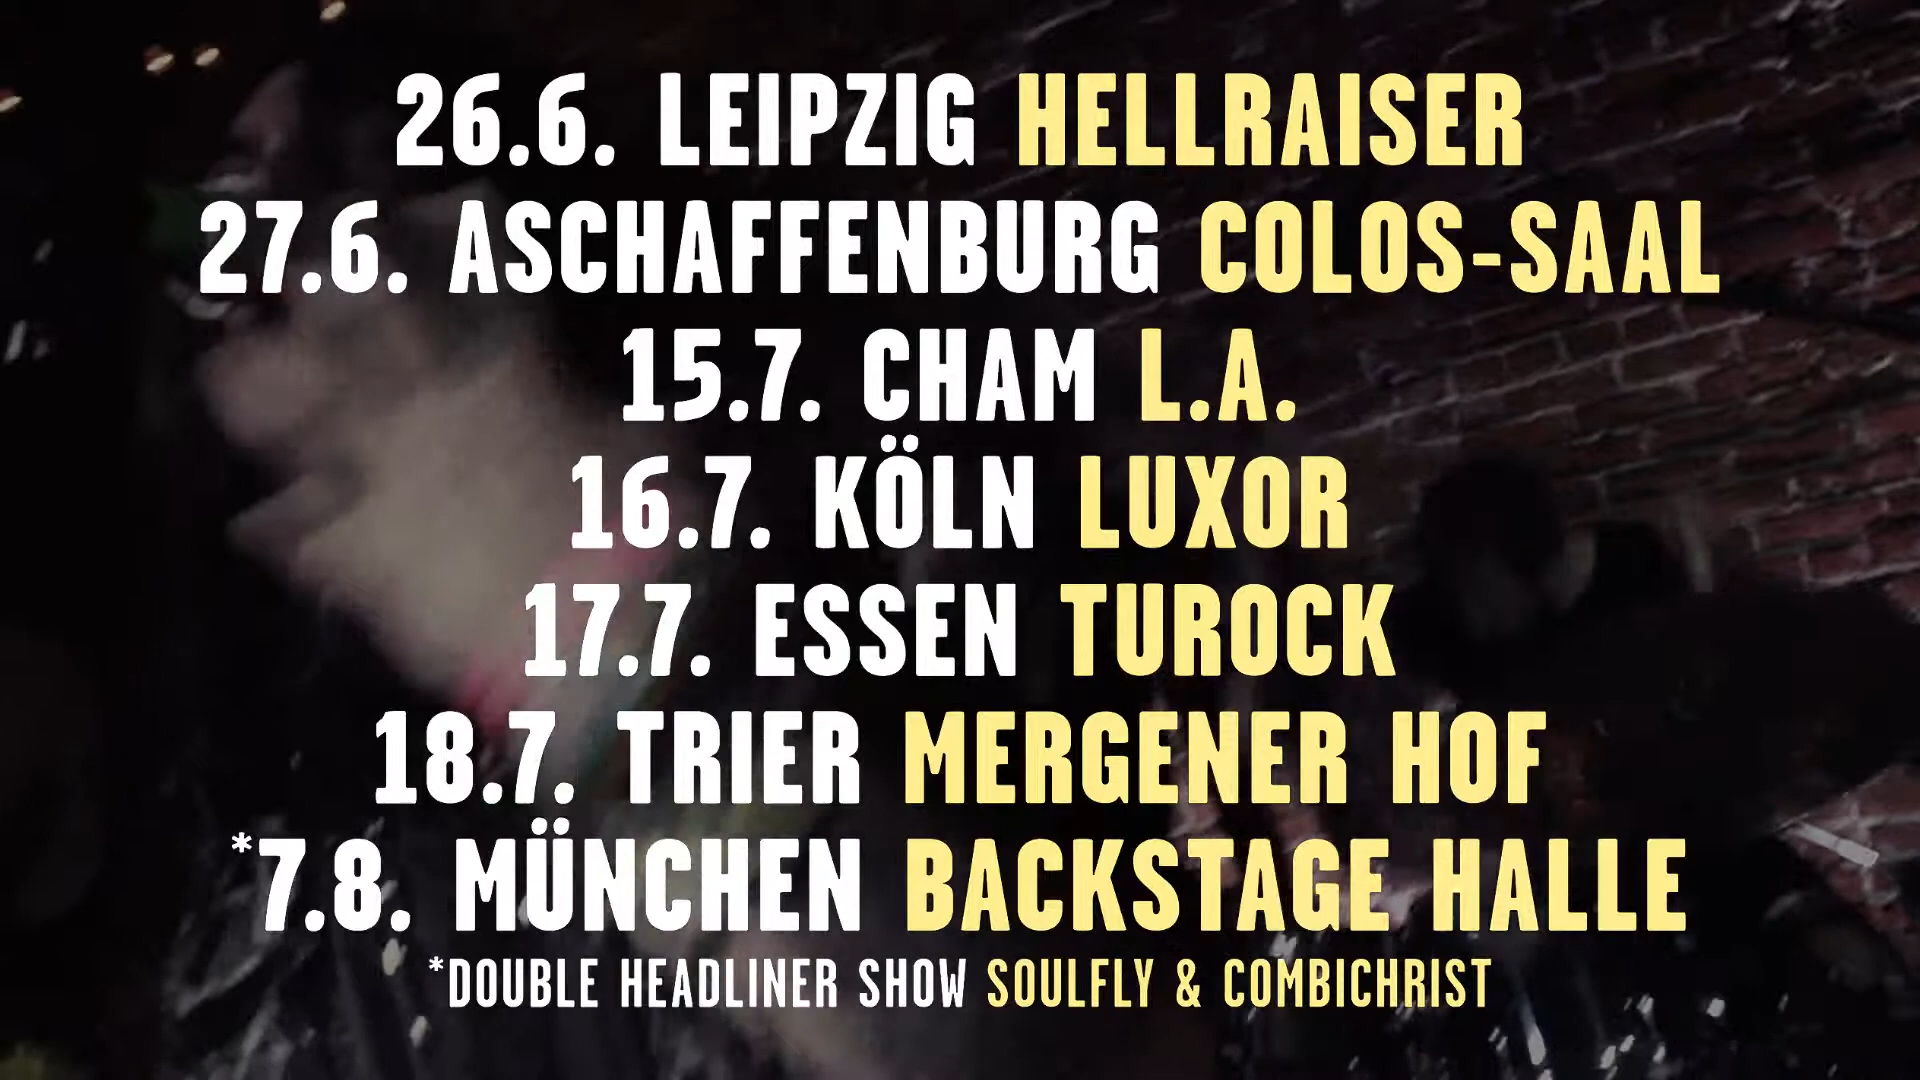 26.6. LEIPZIG HELLRAISER
27.6. ASCHAFFENBURG COLOS-SAAL
15.7. CHAM L.A.
16.7. KÖLN LUXOR
17.7. ESSEN TUROCK
18.7. TRIER MERGENER HOF
*7.8. MÜNCHEN BACKSTAGE HALLE
*DOUBLE HEADLINER SHOW SOULFLY & COMBICHRIST